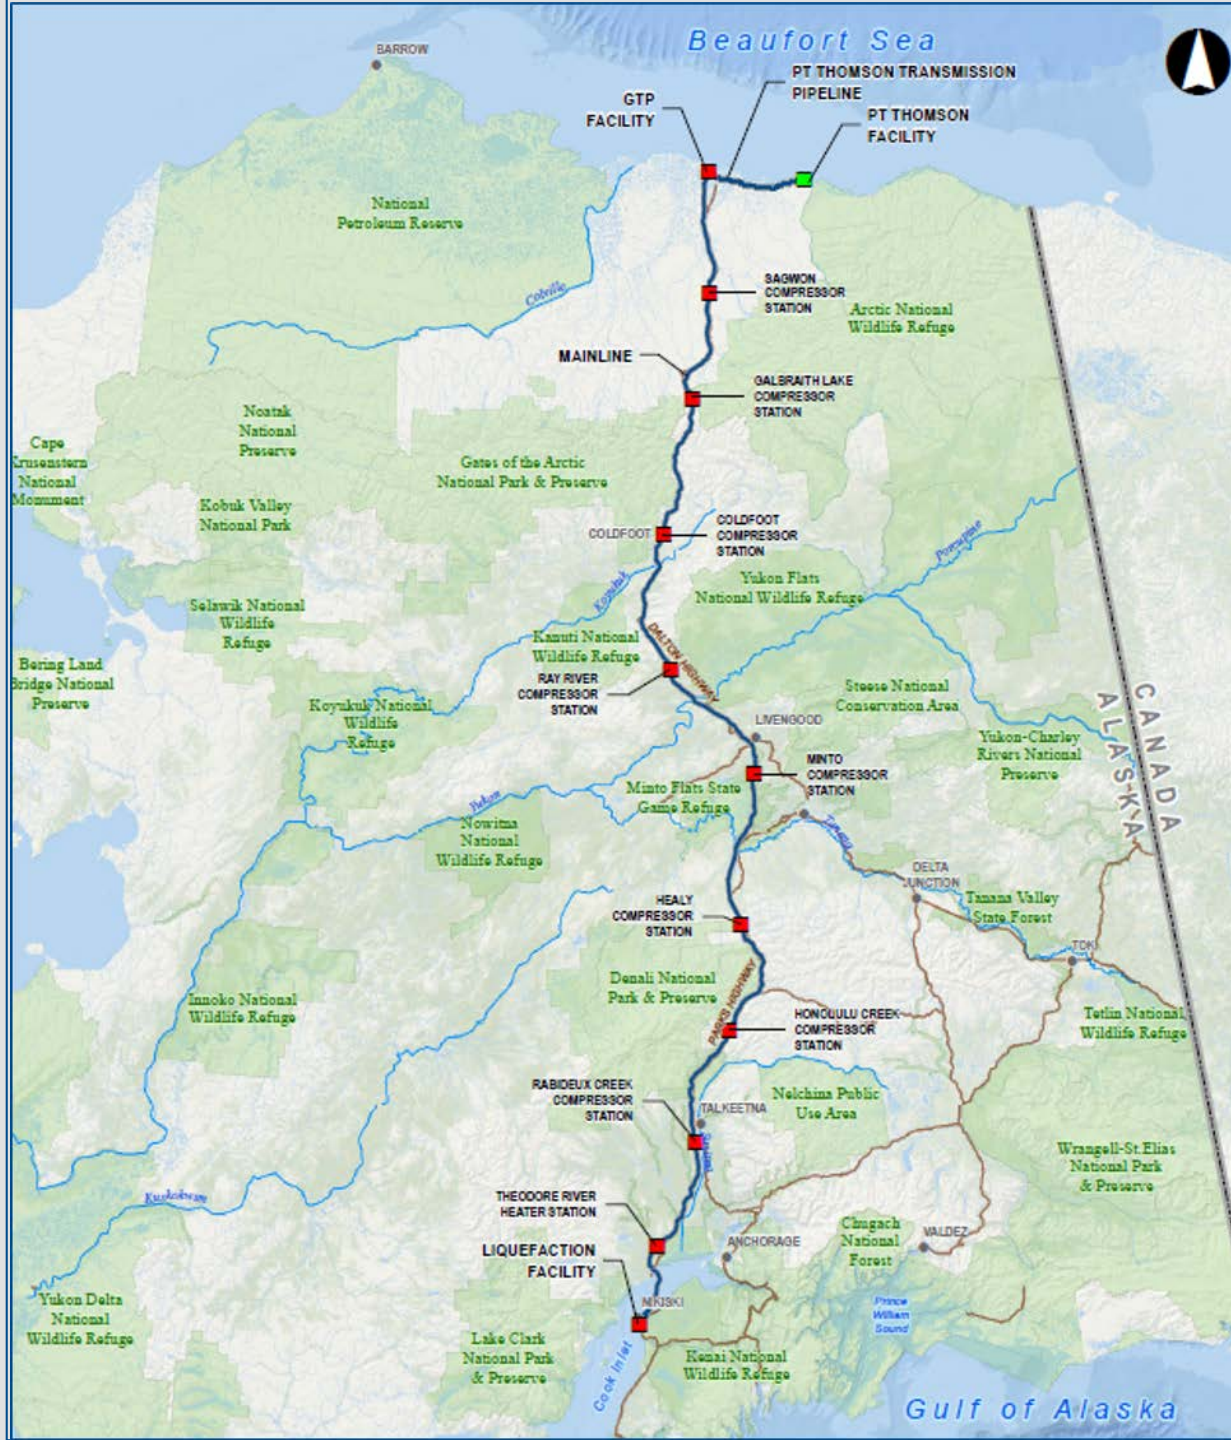 Beaufort Sea
BARROW
PT THOMSON TRANSMISSION
PIPELINE
GTP
FACILITY
PT THOMSON
FACILITY
National
Petroleum Reserve
Colville
SAGWON
COMPRESSOR
STATION
Arctic National
Wildlife Refuge
MAINLINE
GALBRAITH LAKE
COMPRESSOR
STATION
Noatak
National
Preserve
Cape
Krusenstern
National
Monument
Gates of the Arctic
National Park & Preserve
Kobuk Valley
National Park
COLDFOOT
COLDFOOT
COMPRESSOR
STATION
Porcupine
Koyukuk
Yukon Flats
National Wildlife Refuge
Selawik National
Wildlife
Refuge
Kanuti National
Wildlife Refuge
DALTON HIGHWAY
Bering Land
Bridge National
Preserve
RAY RIVER
COMPRESSOR
STATION
Steese National
Conservation Area
CANADA
ALASKA
Koyukuk National
Wildlife
Refuge
LIVENGOOD
Yukon-Charley
Rivers National
Preserve
MINTO
COMPRESSOR
STATION
Minto Flats State
Game Refuge
Yukon
Nowitna
National
Wildlife Refuge
Tanana
DELTA
JUNCTION
Tanana Valley
State Forest
HEALY
COMPRESSOR
STATION
TOK
Denali National
Park & Preserve
PARKS HIGHWAY
Innoko National
Wildlife Refuge
HONOLULU CREEK
COMPRESSOR
STATION
Tetlin National
Wildlife Refuge
RABIDEUX CREEK
COMPRESSOR
STATION
Nelchina Public
Use Area
TALKEETNA
Susitna
Wrangell-St.Elias
National Park
& Preserve
Kuskokwim
THEODORE RIVER
HEATER STATION
Chugach
National
Forest
VALDEZ
ANCHORAGE
LIQUEFACTION
FACILITY
NIKISKI
Yukon Delta
National
Wildlife Refuge
Prince
William
Sound
Lake Clark
National Park
& Preserve
Cook Inlet
Kenai National
Wildlife Refuge
Gulf of Alaska